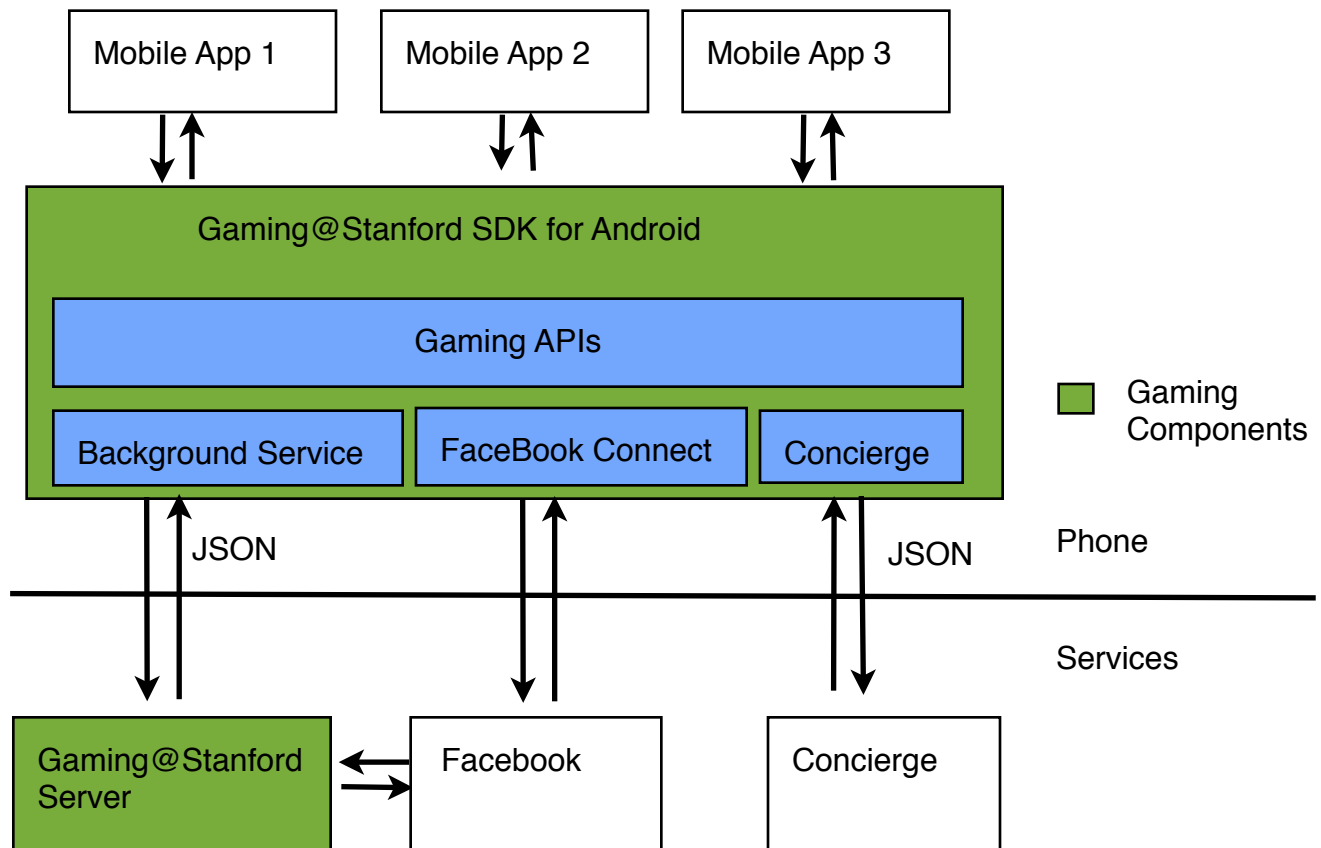 Mobile App 1
Mobile App 2
Mobile App 3
Gaming@Stanford SDK for Android
Gaming APIs
Gaming
Components
Background Service
FaceBook Connect
Concierge
JSON
JSON
Phone
Services
Gaming@Stanford
Server
Facebook
Concierge